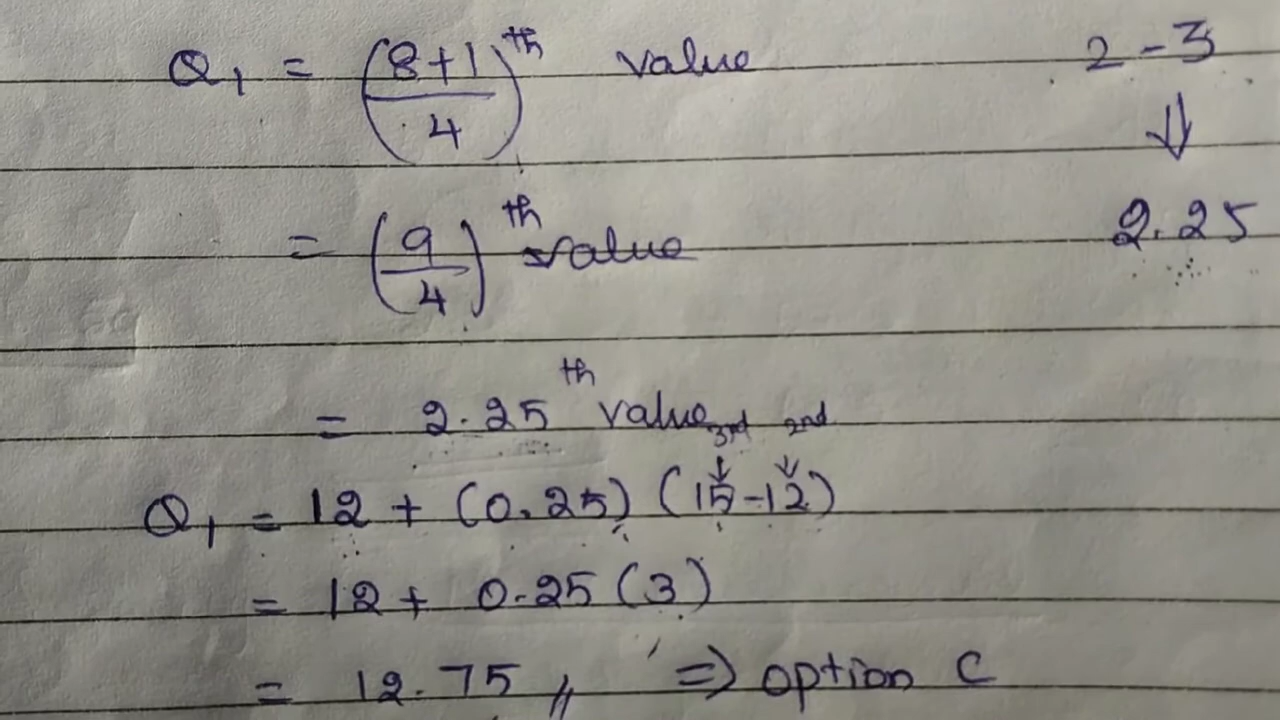 Q₁ = (8+1/4)th value 2-3
⇓
= (9/4)th value 2.25
= 2.25th value
3rd 2nd
Q₁ = 12 + (0.25) (15-12)
= 12 + 0.25 (3)
= 12.75 // ⇒ option C